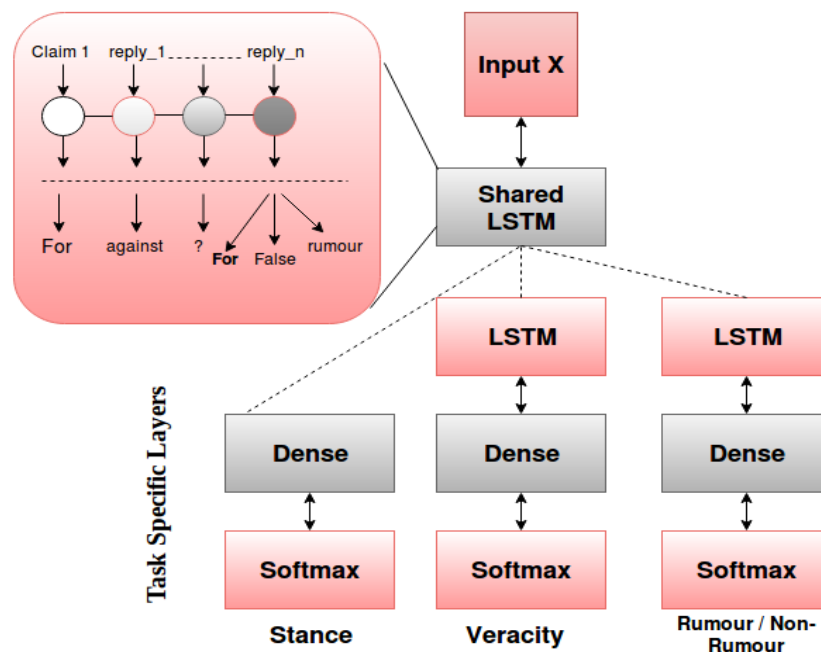 Claim 1 reply_1 reply_n
Input X
Shared
LSTM
For against ? For False rumour
LSTM LSTM
Task Specific Layers
Dense Dense Dense
Softmax Softmax Softmax
Stance Veracity Rumour / Non-
Rumour